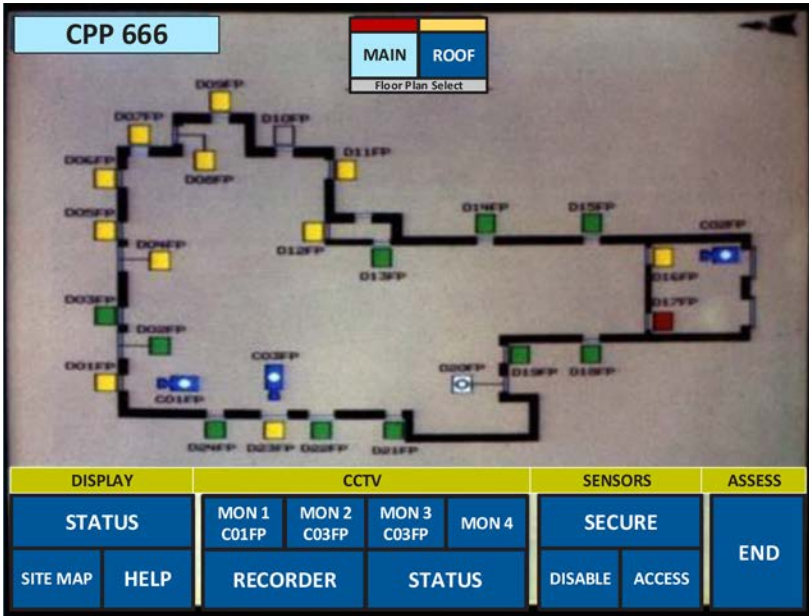 CPP 666
MAIN
ROOF
Floor Plan Select
D09FP
D07FP
D10FP
D06FP
D08FP
D11FP
D05FP
D04FP
D12FP
D14FP
D15FP
C02FP
D13FP
D16FP
D03FP
D02FP
D17FP
D01FP
C03FP
D20FP
D19FP
D18FP
C01FP
D24FP
D23FP
D22FP
D21FP
DISPLAY
CCTV
SENSORS
ASSESS
STATUS
MON 1
C01FP
MON 2
C03FP
MON 3
C03FP
MON 4
SECURE
END
SITE MAP
HELP
RECORDER
STATUS
DISABLE
ACCESS